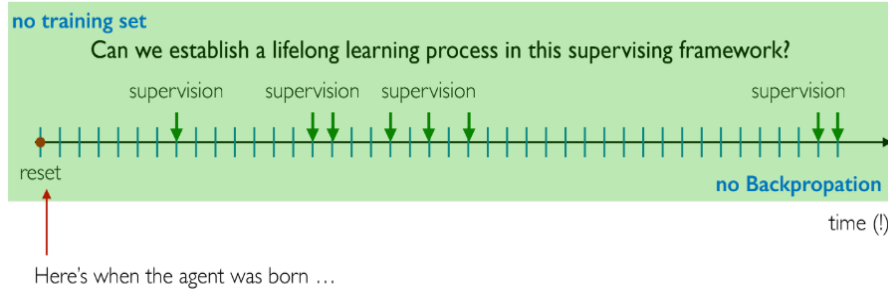 no training set
Can we establish a lifelong learning process in this supervising framework?
supervision supervision supervision supervision
reset
no Backpropation
time (!)
Here's when the agent was born ...